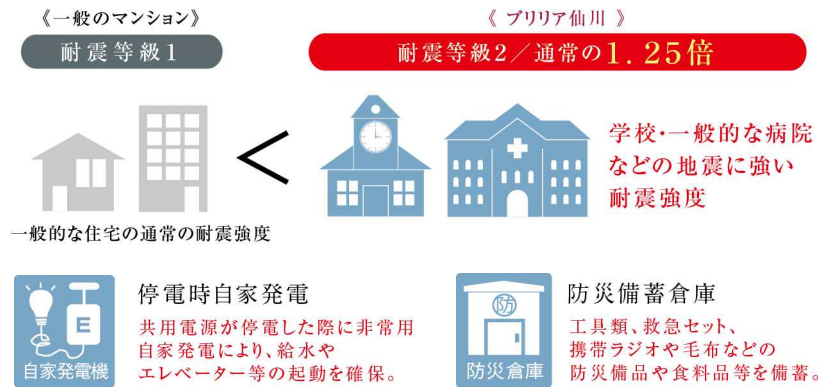 《一般のマンション》
耐震等級1
《 ブリリア仙川 》
耐震等級2／通常の1.25倍
一般的な住宅の通常の耐震強度
学校・一般的な病院
などの地震に強い
耐震強度
停電時自家発電
共用電源が停電した際に非常用
自家発電により、給水や
エレベーター等の起動を確保。
E
自家発電機
防災備蓄倉庫
工具類、救急セット、
携帯ラジオや毛布などの
防災備品や食料品等を備蓄。
防
防災倉庫